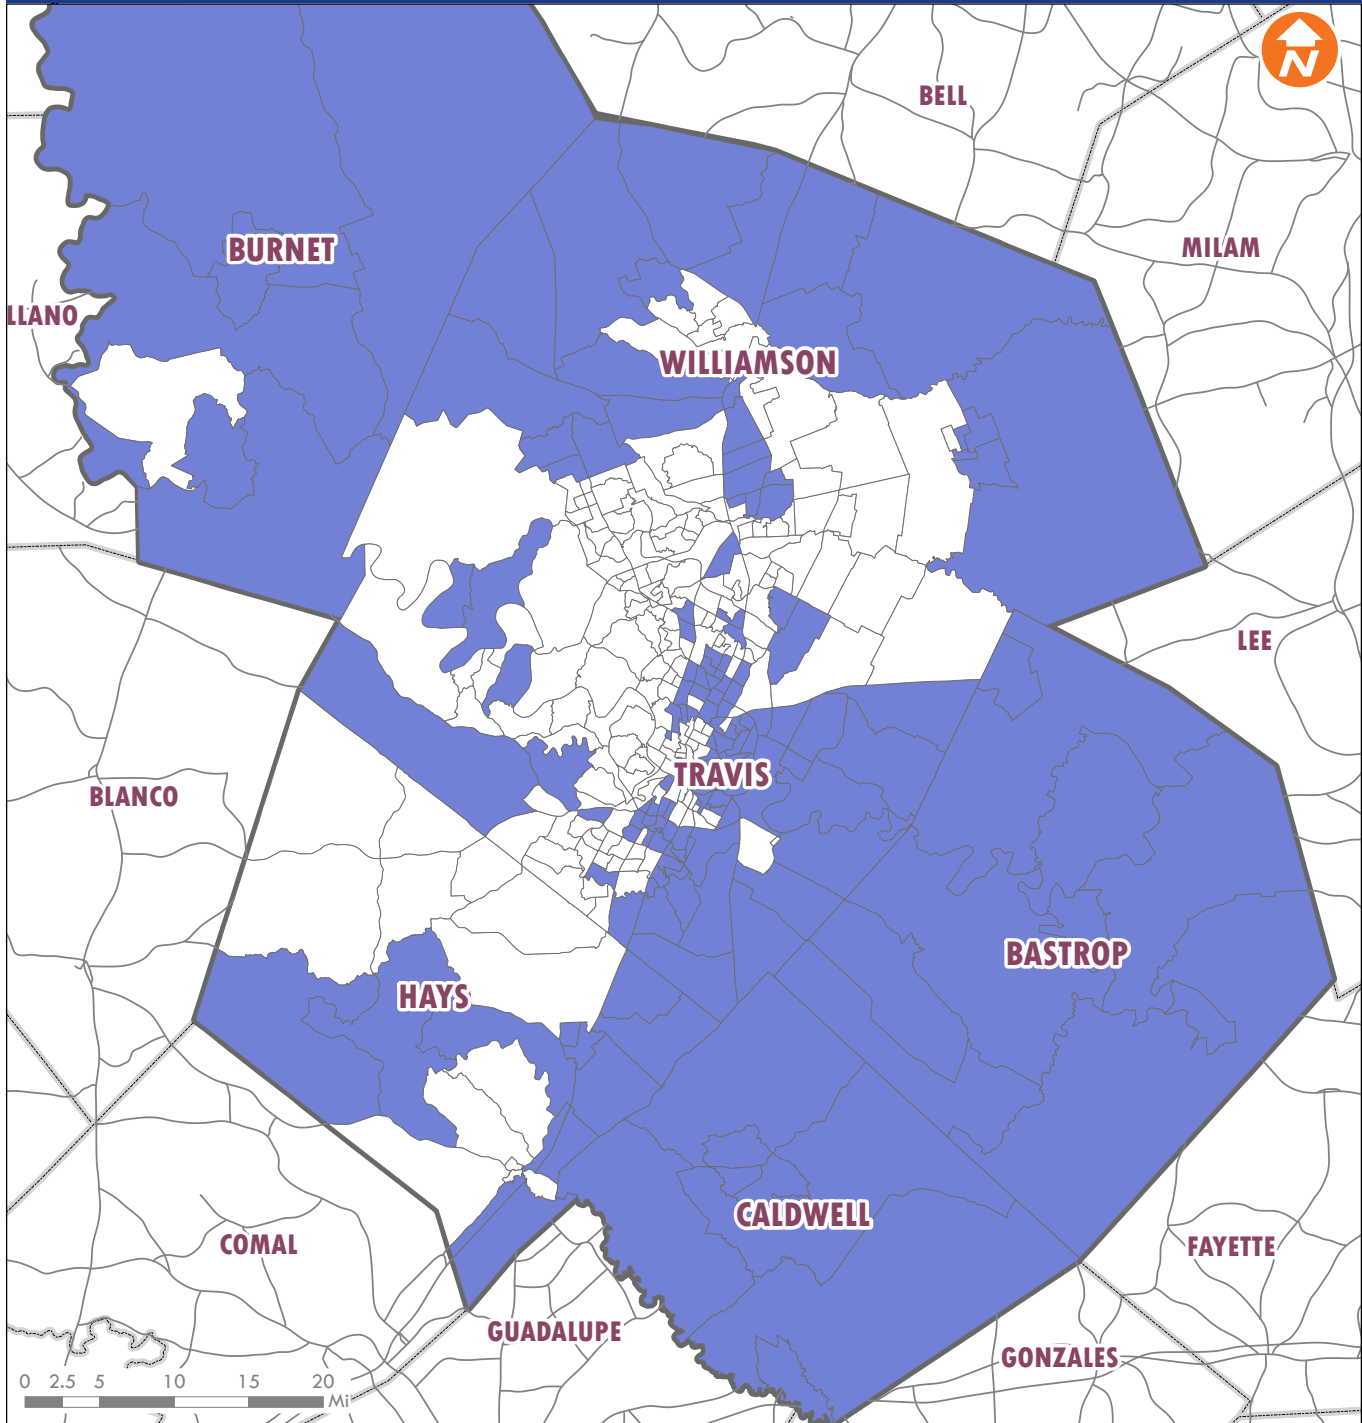 N
BELL
BURNET
MILAM
LLANO
WILLIAMSON
LEE
TRAVIS
BLANCO
BASTROP
HAYS
CALDWELL
COMAL
FAYETTE
GUADALUPE
GONZALES
0 2.5 5 10 15 20
Mi